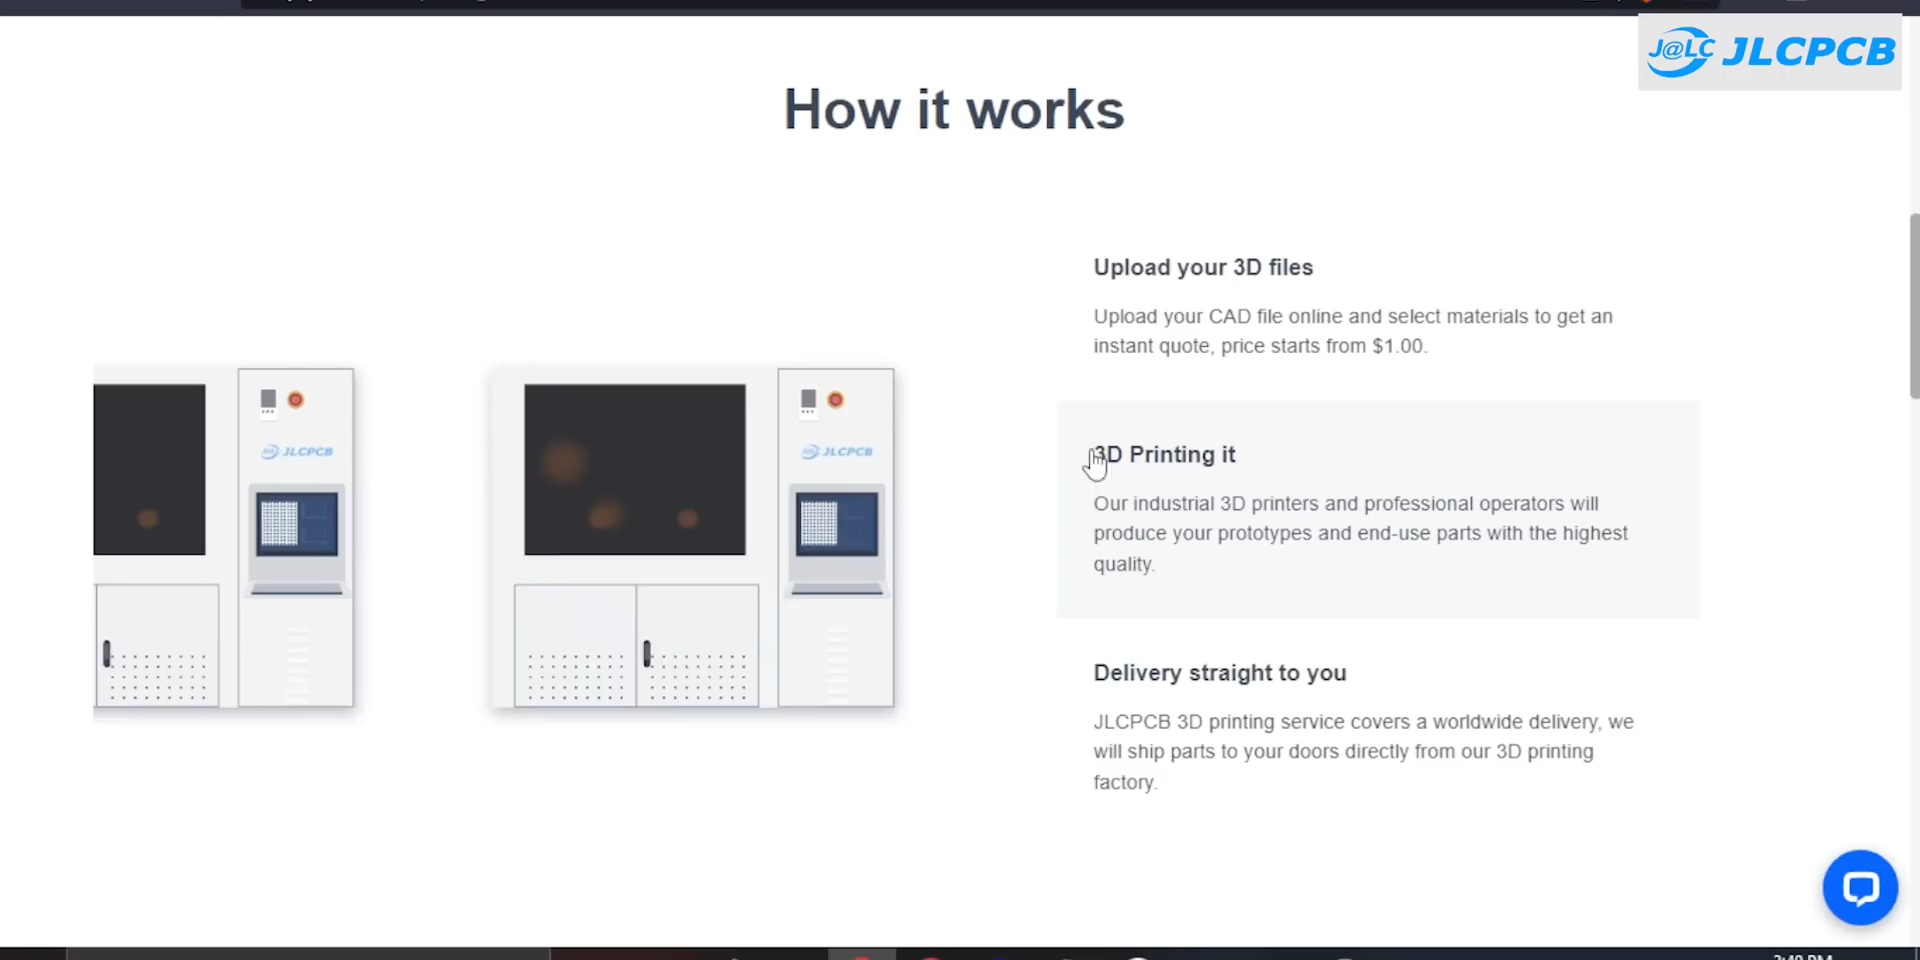 J@LC JLCPCB
How it works
Upload your 3D files
Upload your CAD file online and select materials to get an
instant quote, price starts from $1.00.
JLCPCB
JLCPCB
3D Printing it
Our industrial 3D printers and professional operators will
produce your prototypes and end-use parts with the highest
quality.
Delivery straight to you
JLCPCB 3D printing service covers a worldwide delivery, we
will ship parts to your doors directly from our 3D printing
factory.